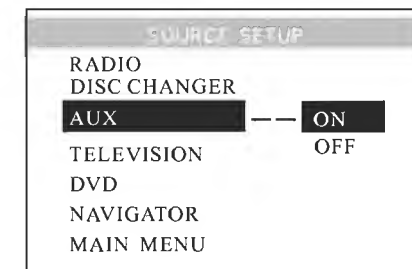 SOURCE SETUP
RADIO
DISC CHANGER
AUX -- ON
OFF
TELEVISION
DVD
NAVIGATOR
MAIN MENU